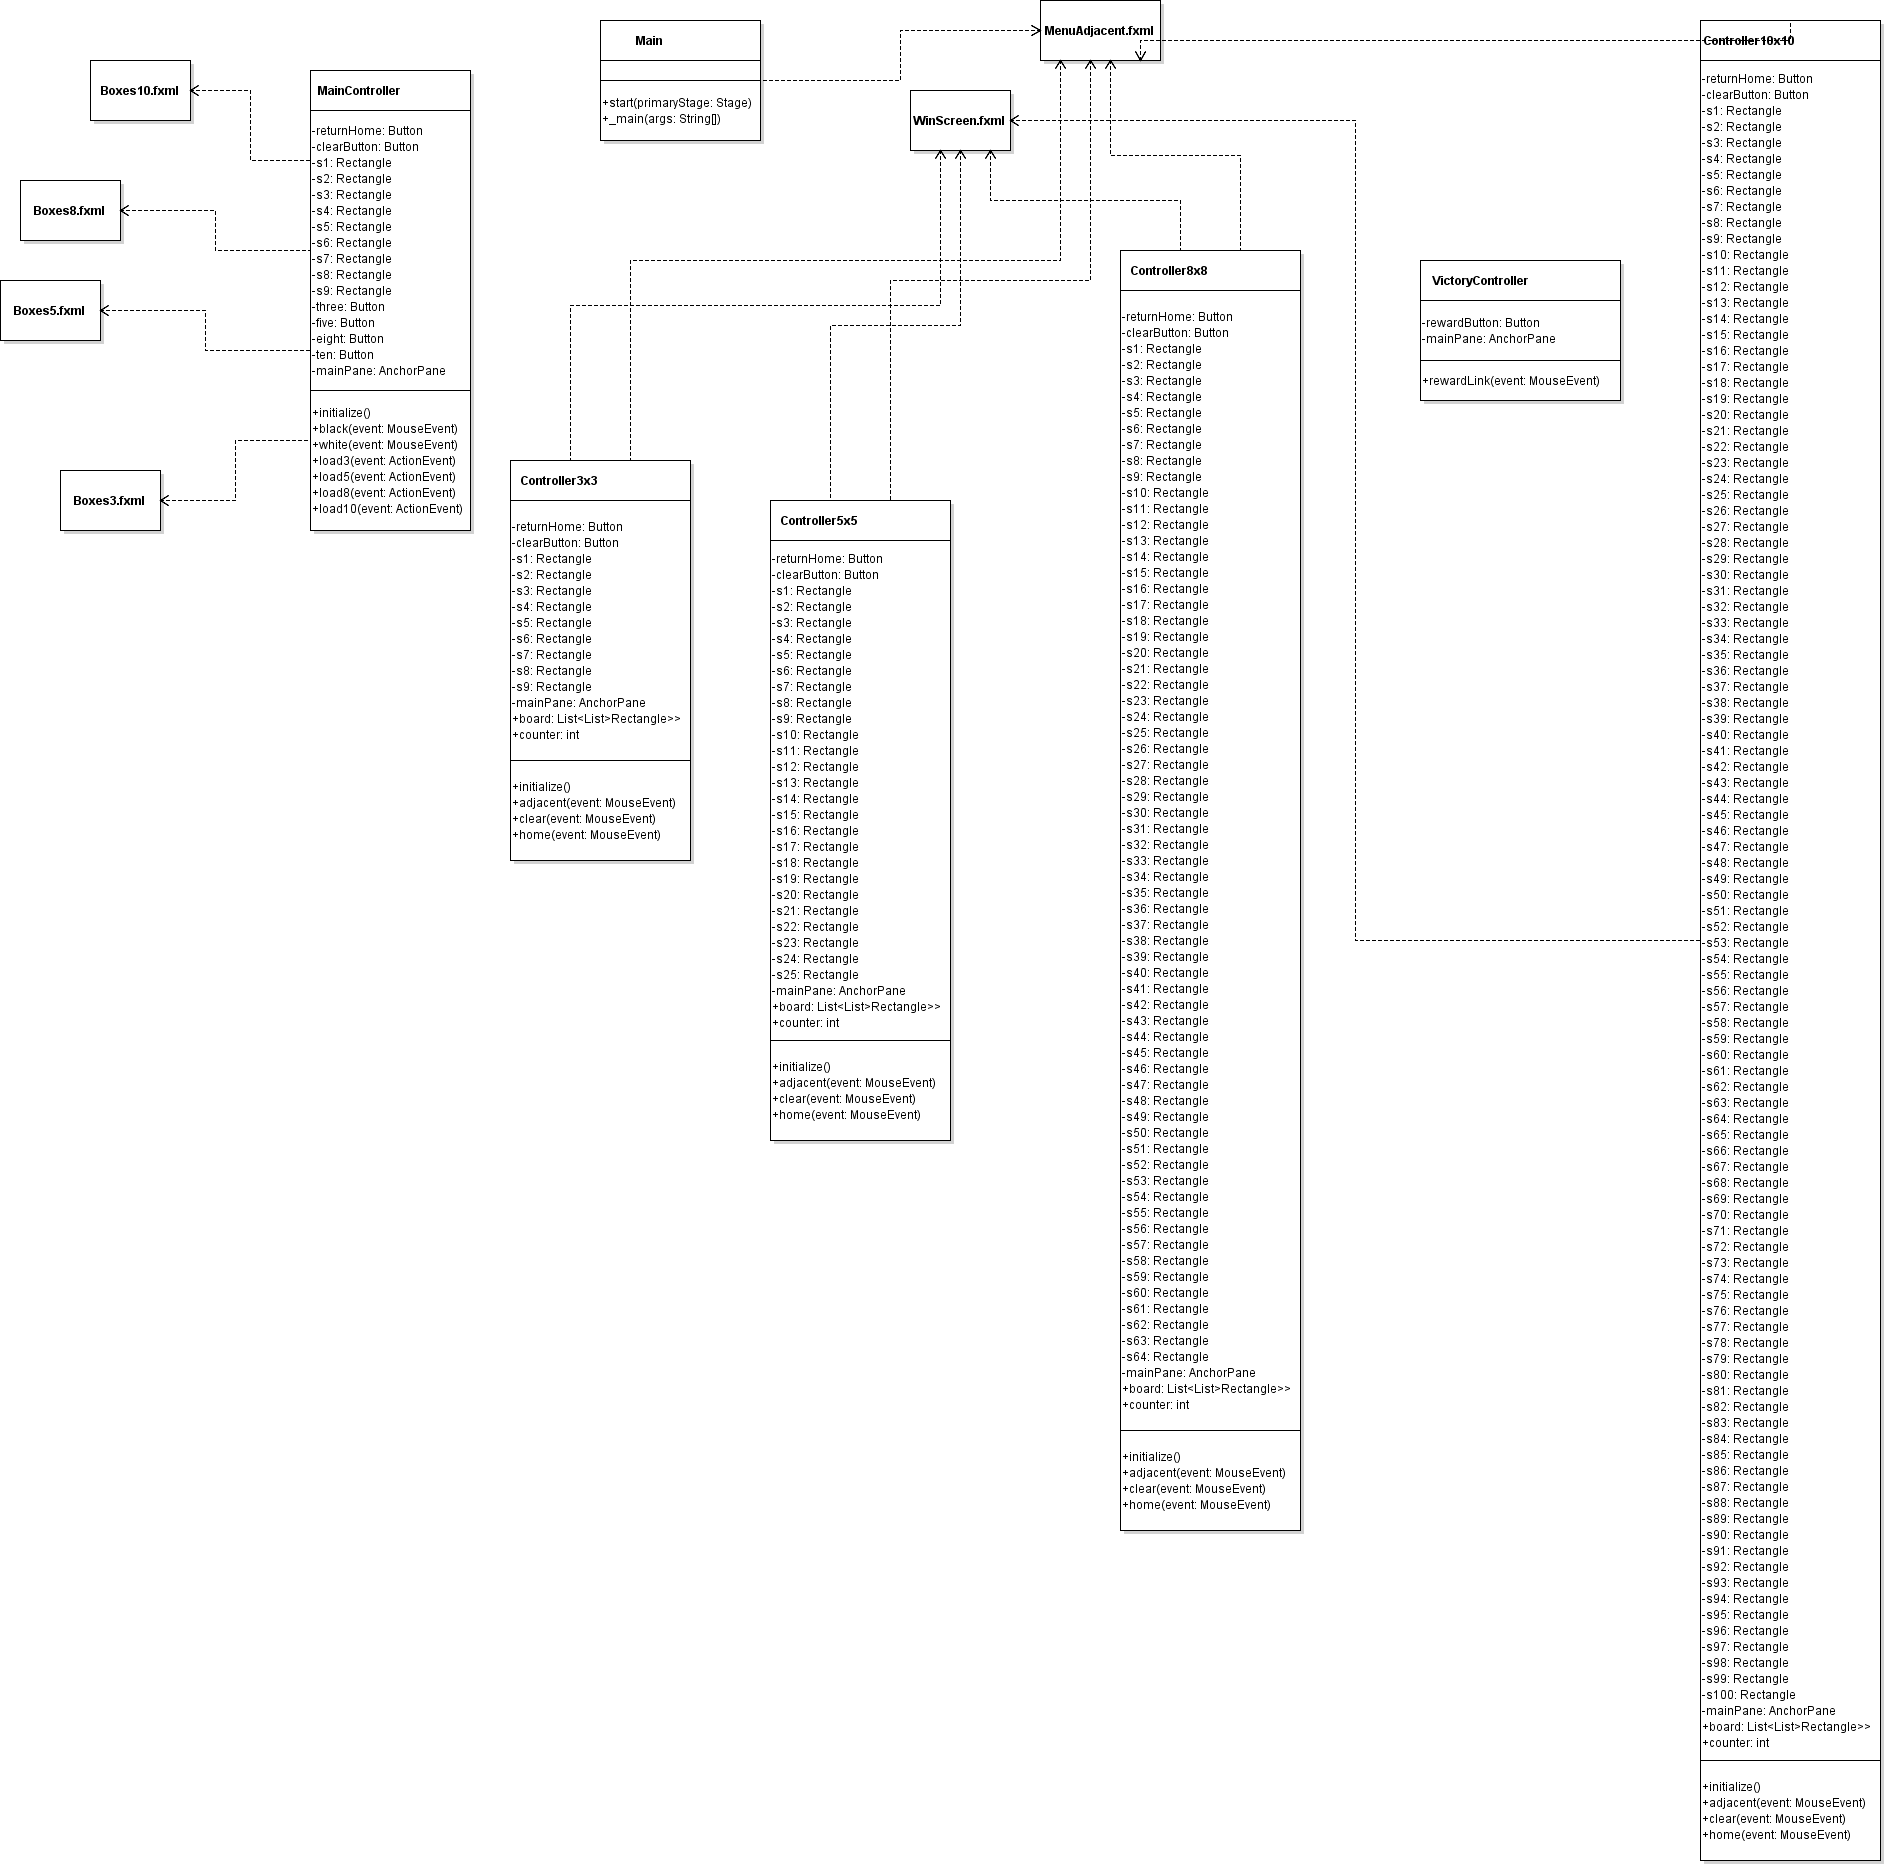 Main
+start(primaryStage: Stage)
+_main(args: String[])
MenuAdjacent.fxml
WinScreen.fxml
Boxes10.fxml
Boxes8.fxml
Boxes5.fxml
Boxes3.fxml
MainController
-returnHome: Button
-clearButton: Button
-s1: Rectangle
-s2: Rectangle
-s3: Rectangle
-s4: Rectangle
-s5: Rectangle
-s6: Rectangle
-s7: Rectangle
-s8: Rectangle
-s9: Rectangle
-three: Button
-five: Button
-eight: Button
-ten: Button
-mainPane: AnchorPane
+initialize()
+black(event: MouseEvent)
+white(event: MouseEvent)
+load3(event: ActionEvent)
+load5(event: ActionEvent)
+load8(event: ActionEvent)
+load10(event: ActionEvent)
Controller3x3
-returnHome: Button
-clearButton: Button
-s1: Rectangle
-s2: Rectangle
-s3: Rectangle
-s4: Rectangle
-s5: Rectangle
-s6: Rectangle
-s7: Rectangle
-s8: Rectangle
-s9: Rectangle
-mainPane: AnchorPane
+board: List<List>Rectangle>>
+counter: int
+initialize()
+adjacent(event: MouseEvent)
+clear(event: MouseEvent)
+home(event: MouseEvent)
Controller5x5
-returnHome: Button
-clearButton: Button
-s1: Rectangle
-s2: Rectangle
-s3: Rectangle
-s4: Rectangle
-s5: Rectangle
-s6: Rectangle
-s7: Rectangle
-s8: Rectangle
-s9: Rectangle
-s10: Rectangle
-s11: Rectangle
-s12: Rectangle
-s13: Rectangle
-s14: Rectangle
-s15: Rectangle
-s16: Rectangle
-s17: Rectangle
-s18: Rectangle
-s19: Rectangle
-s20: Rectangle
-s21: Rectangle
-s22: Rectangle
-s23: Rectangle
-s24: Rectangle
-s25: Rectangle
-mainPane: AnchorPane
+board: List<List>Rectangle>>
+counter: int
+initialize()
+adjacent(event: MouseEvent)
+clear(event: MouseEvent)
+home(event: MouseEvent)
Controller8x8
-returnHome: Button
-clearButton: Button
-s1: Rectangle
-s2: Rectangle
-s3: Rectangle
-s4: Rectangle
-s5: Rectangle
-s6: Rectangle
-s7: Rectangle
-s8: Rectangle
-s9: Rectangle
-s10: Rectangle
-s11: Rectangle
-s12: Rectangle
-s13: Rectangle
-s14: Rectangle
-s15: Rectangle
-s16: Rectangle
-s17: Rectangle
-s18: Rectangle
-s19: Rectangle
-s20: Rectangle
-s21: Rectangle
-s22: Rectangle
-s23: Rectangle
-s24: Rectangle
-s25: Rectangle
-s26: Rectangle
-s27: Rectangle
-s28: Rectangle
-s29: Rectangle
-s30: Rectangle
-s31: Rectangle
-s32: Rectangle
-s33: Rectangle
-s34: Rectangle
-s35: Rectangle
-s36: Rectangle
-s37: Rectangle
-s38: Rectangle
-s39: Rectangle
-s40: Rectangle
-s41: Rectangle
-s42: Rectangle
-s43: Rectangle
-s44: Rectangle
-s45: Rectangle
-s46: Rectangle
-s47: Rectangle
-s48: Rectangle
-s49: Rectangle
-s50: Rectangle
-s51: Rectangle
-s52: Rectangle
-s53: Rectangle
-s54: Rectangle
-s55: Rectangle
-s56: Rectangle
-s57: Rectangle
-s58: Rectangle
-s59: Rectangle
-s60: Rectangle
-s61: Rectangle
-s62: Rectangle
-s63: Rectangle
-s64: Rectangle
-mainPane: AnchorPane
+board: List<List>Rectangle>>
+counter: int
+initialize()
+adjacent(event: MouseEvent)
+clear(event: MouseEvent)
+home(event: MouseEvent)
VictoryController
-rewardButton: Button
-mainPane: AnchorPane
+rewardLink(event: MouseEvent)
Controller10x10
-returnHome: Button
-clearButton: Button
-s1: Rectangle
-s2: Rectangle
-s3: Rectangle
-s4: Rectangle
-s5: Rectangle
-s6: Rectangle
-s7: Rectangle
-s8: Rectangle
-s9: Rectangle
-s10: Rectangle
-s11: Rectangle
-s12: Rectangle
-s13: Rectangle
-s14: Rectangle
-s15: Rectangle
-s16: Rectangle
-s17: Rectangle
-s18: Rectangle
-s19: Rectangle
-s20: Rectangle
-s21: Rectangle
-s22: Rectangle
-s23: Rectangle
-s24: Rectangle
-s25: Rectangle
-s26: Rectangle
-s27: Rectangle
-s28: Rectangle
-s29: Rectangle
-s30: Rectangle
-s31: Rectangle
-s32: Rectangle
-s33: Rectangle
-s34: Rectangle
-s35: Rectangle
-s36: Rectangle
-s37: Rectangle
-s38: Rectangle
-s39: Rectangle
-s40: Rectangle
-s41: Rectangle
-s42: Rectangle
-s43: Rectangle
-s44: Rectangle
-s45: Rectangle
-s46: Rectangle
-s47: Rectangle
-s48: Rectangle
-s49: Rectangle
-s50: Rectangle
-s51: Rectangle
-s52: Rectangle
-s53: Rectangle
-s54: Rectangle
-s55: Rectangle
-s56: Rectangle
-s57: Rectangle
-s58: Rectangle
-s59: Rectangle
-s60: Rectangle
-s61: Rectangle
-s62: Rectangle
-s63: Rectangle
-s64: Rectangle
-s65: Rectangle
-s66: Rectangle
-s67: Rectangle
-s68: Rectangle
-s69: Rectangle
-s70: Rectangle
-s71: Rectangle
-s72: Rectangle
-s73: Rectangle
-s74: Rectangle
-s75: Rectangle
-s76: Rectangle
-s77: Rectangle
-s78: Rectangle
-s79: Rectangle
-s80: Rectangle
-s81: Rectangle
-s82: Rectangle
-s83: Rectangle
-s84: Rectangle
-s85: Rectangle
-s86: Rectangle
-s87: Rectangle
-s88: Rectangle
-s89: Rectangle
-s90: Rectangle
-s91: Rectangle
-s92: Rectangle
-s93: Rectangle
-s94: Rectangle
-s95: Rectangle
-s96: Rectangle
-s97: Rectangle
-s98: Rectangle
-s99: Rectangle
-s100: Rectangle
-mainPane: AnchorPane
+board: List<List>Rectangle>>
+counter: int
+initialize()
+adjacent(event: MouseEvent)
+clear(event: MouseEvent)
+home(event: MouseEvent)